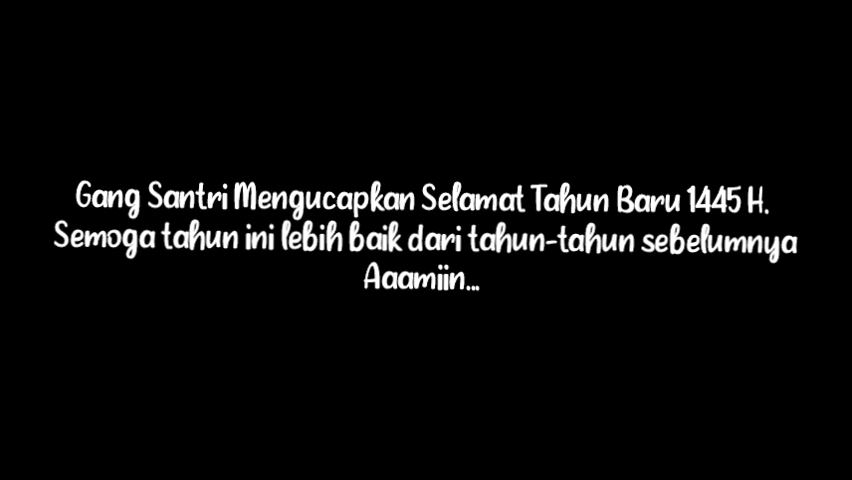 Gang Santri Mengucapkan Selamat Tahun Baru 1445 H.
Semoga tahun ini lebih baik dari tahun-tahun sebelumnya
Aaamiin...